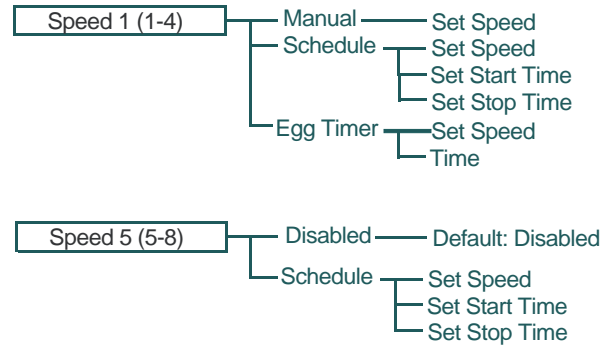 Speed 1 (1-4) Manual Set Speed
Schedule Set Speed
Set Start Time
Set Stop Time
Egg Timer Set Speed
Time
Speed 5 (5-8) Disabled Default: Disabled
Schedule Set Speed
Set Start Time
Set Stop Time